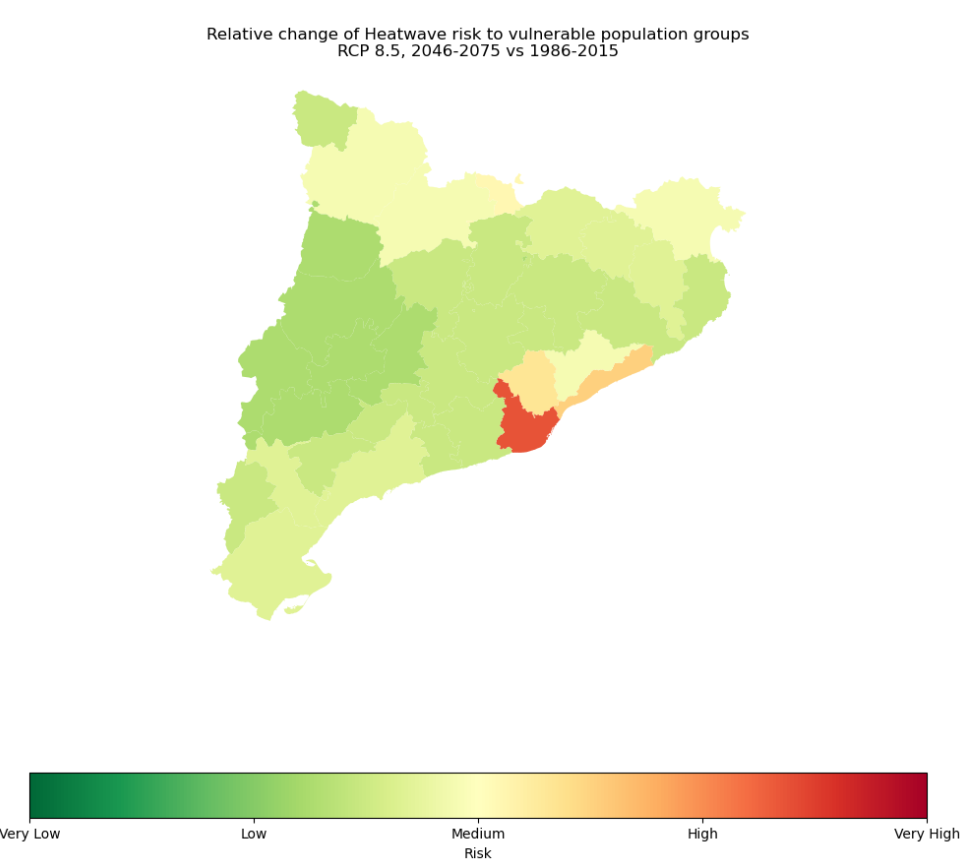 Relative change of Heatwave risk to vulnerable population groups
RCP 8.5, 2046-2075 vs 1986-2015
Very Low Low Medium High Very High
Risk